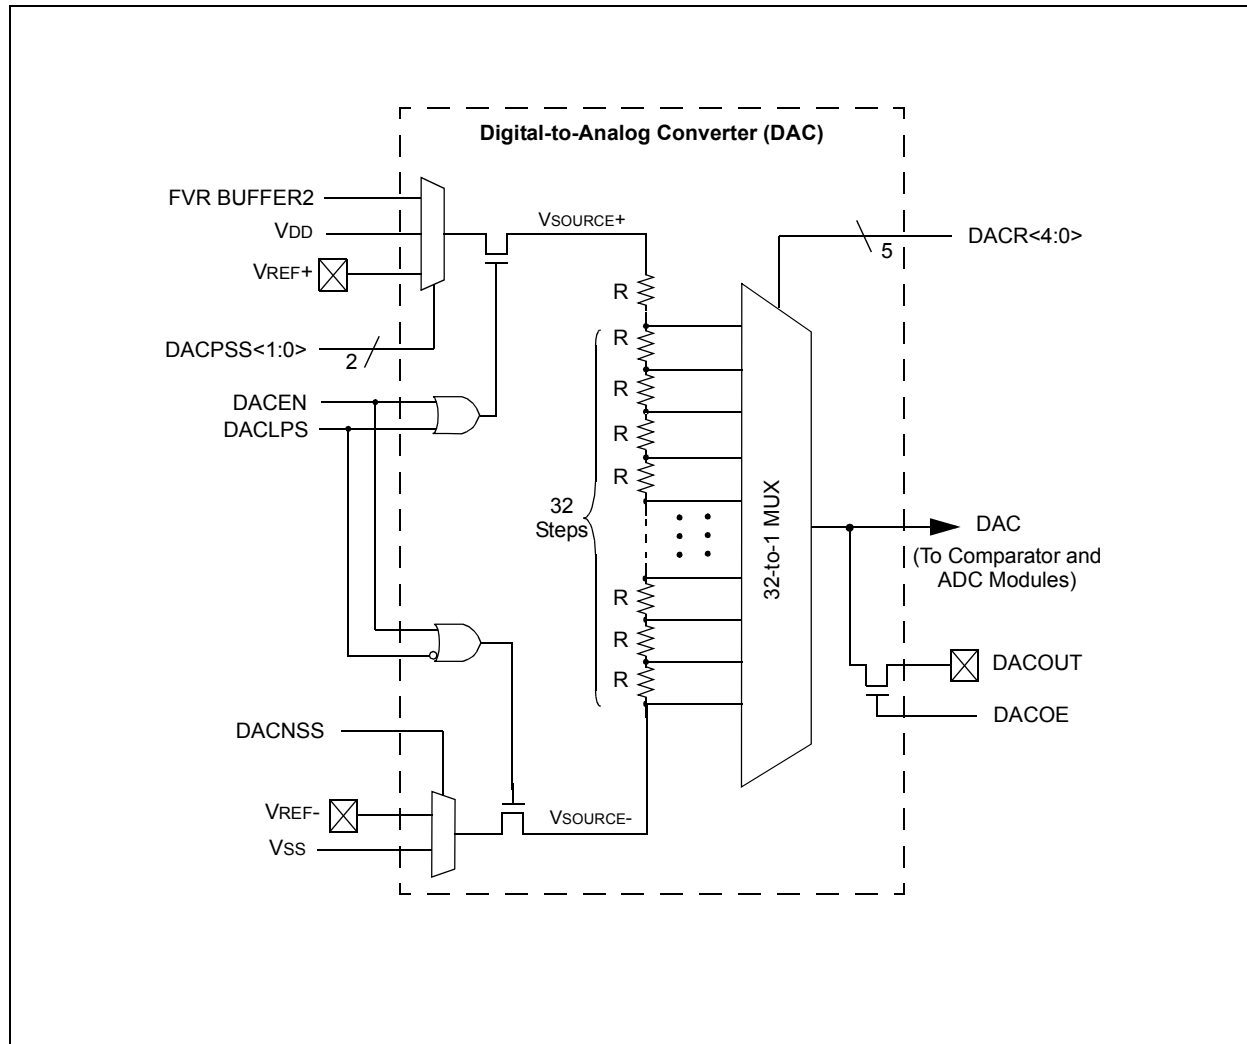 Digital-to-Analog Converter (DAC)
FVR BUFFER2
VDD
VREF+
DACPSS<1:0>
2
DACEN
DACLPS
VSOURCE+
R
R
R
R
R
32
Steps
R
R
R
32-to-1 MUX
5
DACR<4:0>
DAC
(To Comparator and
ADC Modules)
DACOUT
DACOE
DACNSS
VREF-
VSS
VSOURCE-